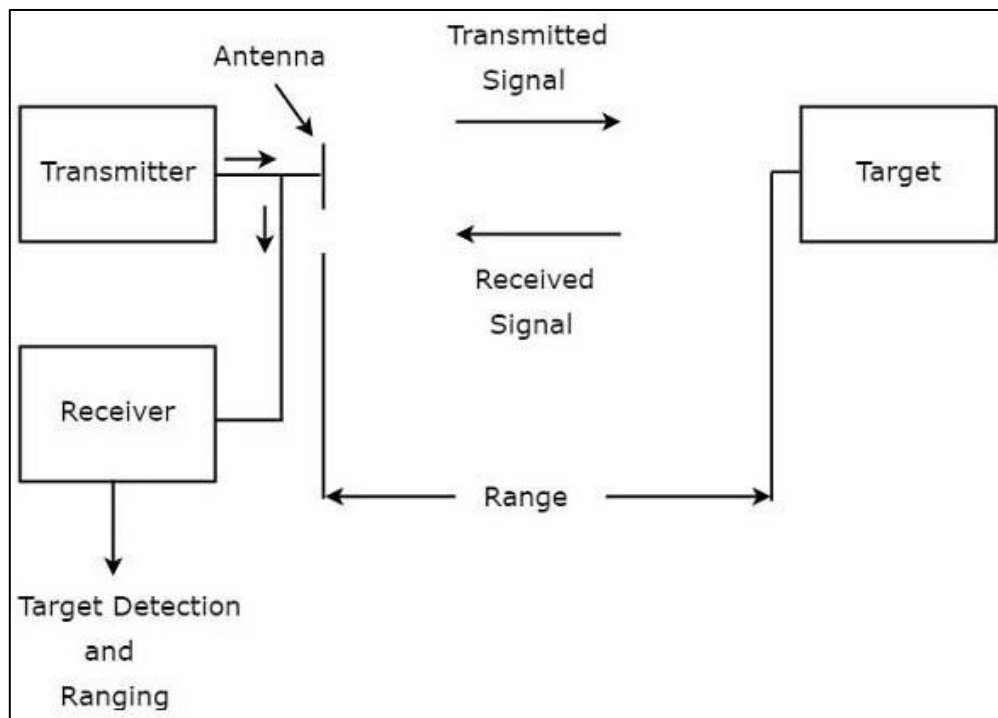 Antenna
Transmitted
Signal
Transmitter
Target
Received
Signal
Receiver
Range
Target Detection
and
Ranging